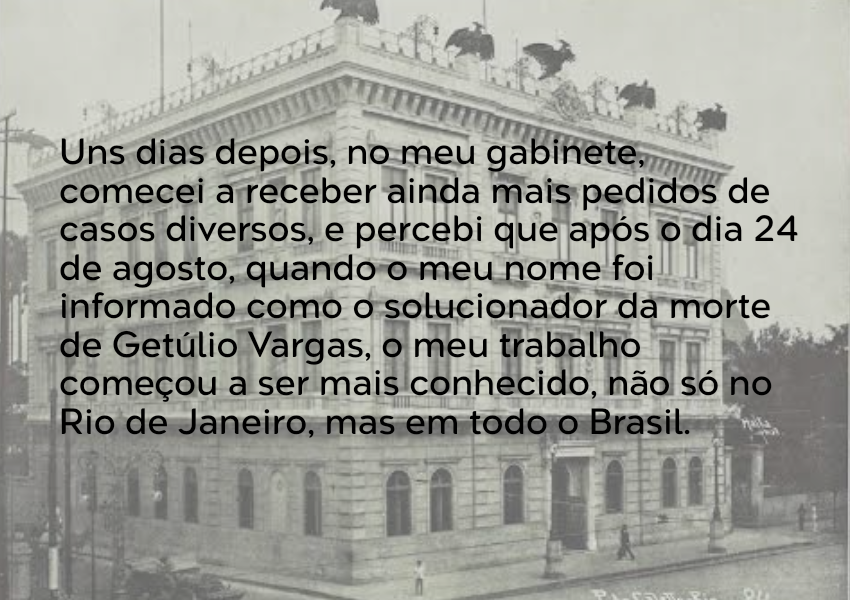 Uns dias depois, no meu gabinete,
comecei a receber ainda mais pedidos de
casos diversos, e percebi que após o dia 24
de agosto, quando o meu nome foi
informado como o solucionador da morte
de Getúlio Vargas, o meu trabalho
começou a ser mais conhecido, não só no
Rio de Janeiro, mas em todo o Brasil.